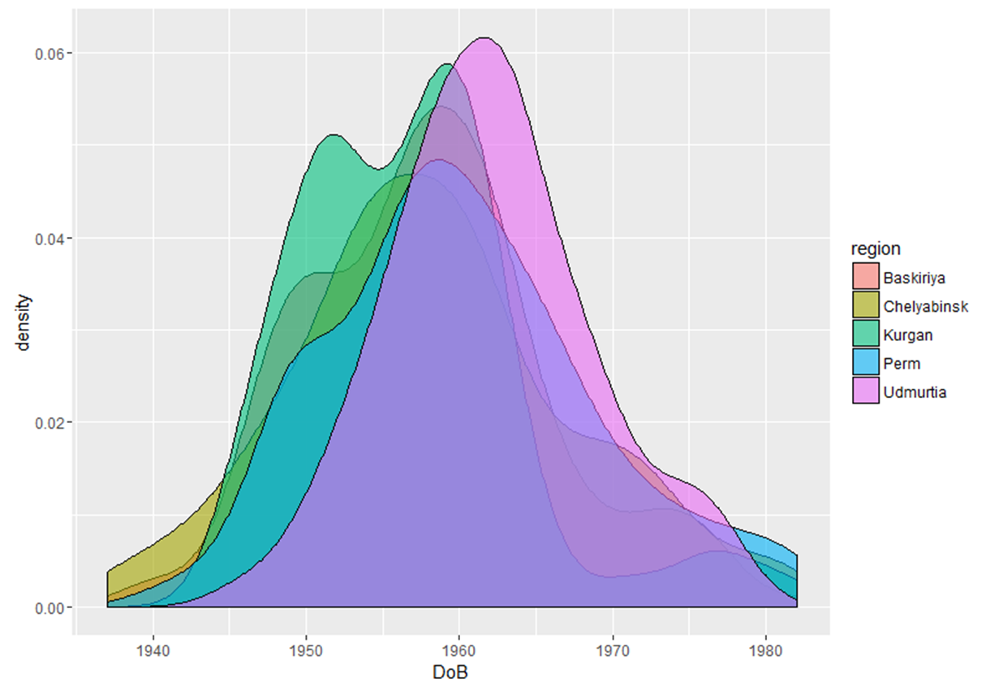 0.06
0.04
0.02
0.00
density
1940
1950
1960
1970
1980
DoB
region
Baskiriya
Chelyabinsk
Kurgan
Perm
Udmurtia